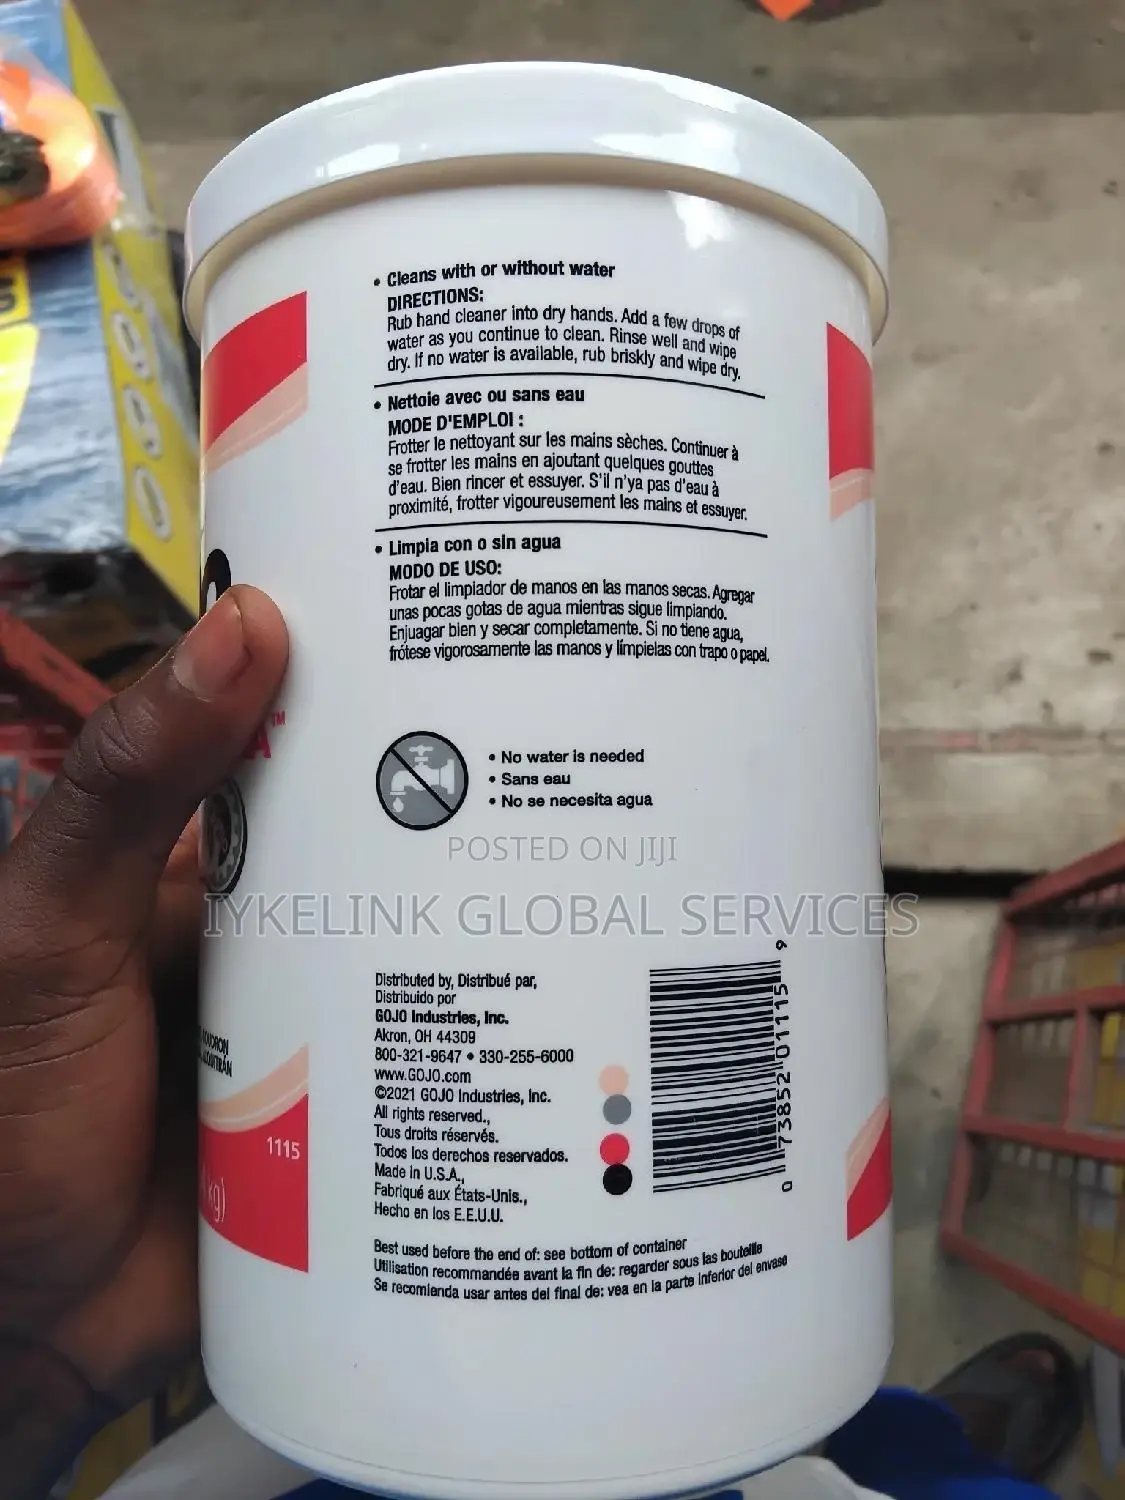 • Cleans with or without water
DIRECTIONS:
Rub hand cleaner into dry hands. Add a few drops of
water as you continue to clean. Rinse well and wipe
dry. If no water is available, rub briskly and wipe dry.
• Nettoie avec ou sans eau
MODE D'EMPLOI :
Frotter le nettoyant sur les mains sèches. Continuer à
se frotter les mains en ajoutant quelques gouttes
d'eau. Bien rincer et essuyer. S'il n'ya pas d'eau à
proximité, frotter vigoureusement les mains et essuyer.
• Limpia con o sin agua
MODO DE USO:
Frotar el limpiador de manos en las manos secas. Agregar
unas pocas gotas de agua mientras sigue limpiando.
Enjuagar bien y secar completamente. Si no tiene agua,
frótese vigorosamente las manos y límpielas con trapo o papel.
A™
• No water is needed
• Sans eau
• No se necesita agua
POSTED ON JIJI
IYKELINK GLOBAL SERVICES
Distributed by, Distribué par,
Distribuido por
GOJO Industries, Inc.
Akron, OH 44309
800-321-9647 • 330-255-6000
www.GOJO.com
©2021 GOJO Industries, Inc.
All rights reserved.,
Tous droits réservés.
Todos los derechos reservados.
Made in U.S.A.,
Fabriqué aux États-Unis.,
Hecho en los E.E.U.U.
0 73852 01115 9
1115
kg)
Best used before the end of: see bottom of container
Utilisation recommandée avant la fin de: regarder sous las bouteille
Se recomienda usar antes del final de: vea en la parte inferior del envase